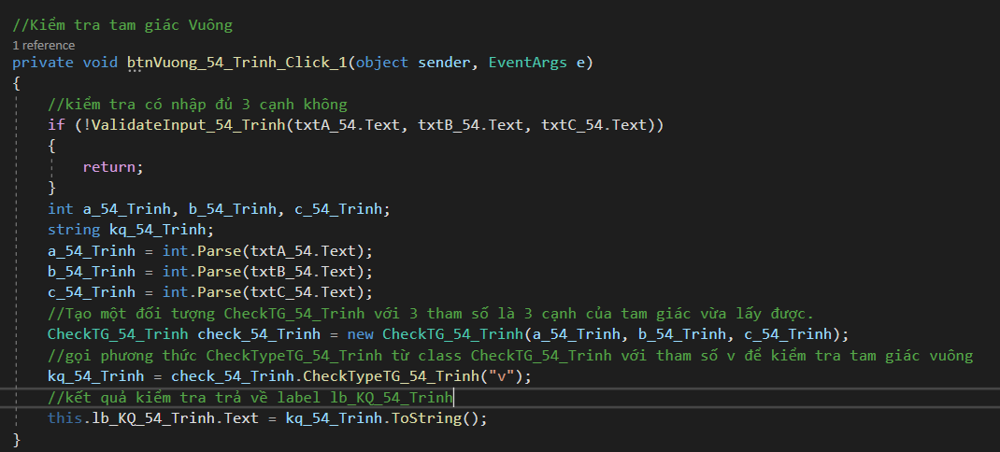 //Kiểm tra tam giác Vuông
1 reference
private void btnVuong_54_Trinh_Click_1(object sender, EventArgs e)
{
//kiểm tra có nhập đủ 3 cạnh không
if (!ValidateInput_54_Trinh(txtA_54.Text, txtB_54.Text, txtC_54.Text))
{
return;
}
int a_54_Trinh, b_54_Trinh, c_54_Trinh;
string kq_54_Trinh;
a_54_Trinh = int.Parse(txtA_54.Text);
b_54_Trinh = int.Parse(txtB_54.Text);
c_54_Trinh = int.Parse(txtC_54.Text);
//Tạo một đối tượng CheckTG_54_Trinh với 3 tham số là 3 cạnh của tam giác vừa lấy được.
CheckTG_54_Trinh check_54_Trinh = new CheckTG_54_Trinh(a_54_Trinh, b_54_Trinh, c_54_Trinh);
//gọi phương thức CheckTypeTG_54_Trinh từ class CheckTG_54_Trinh với tham số v để kiểm tra tam giác vuông
kq_54_Trinh = check_54_Trinh.CheckTypeTG_54_Trinh("v");
//kết quả kiểm tra trả về label lb_KQ_54_Trinh
this.lb_KQ_54_Trinh.Text = kq_54_Trinh.ToString();
}